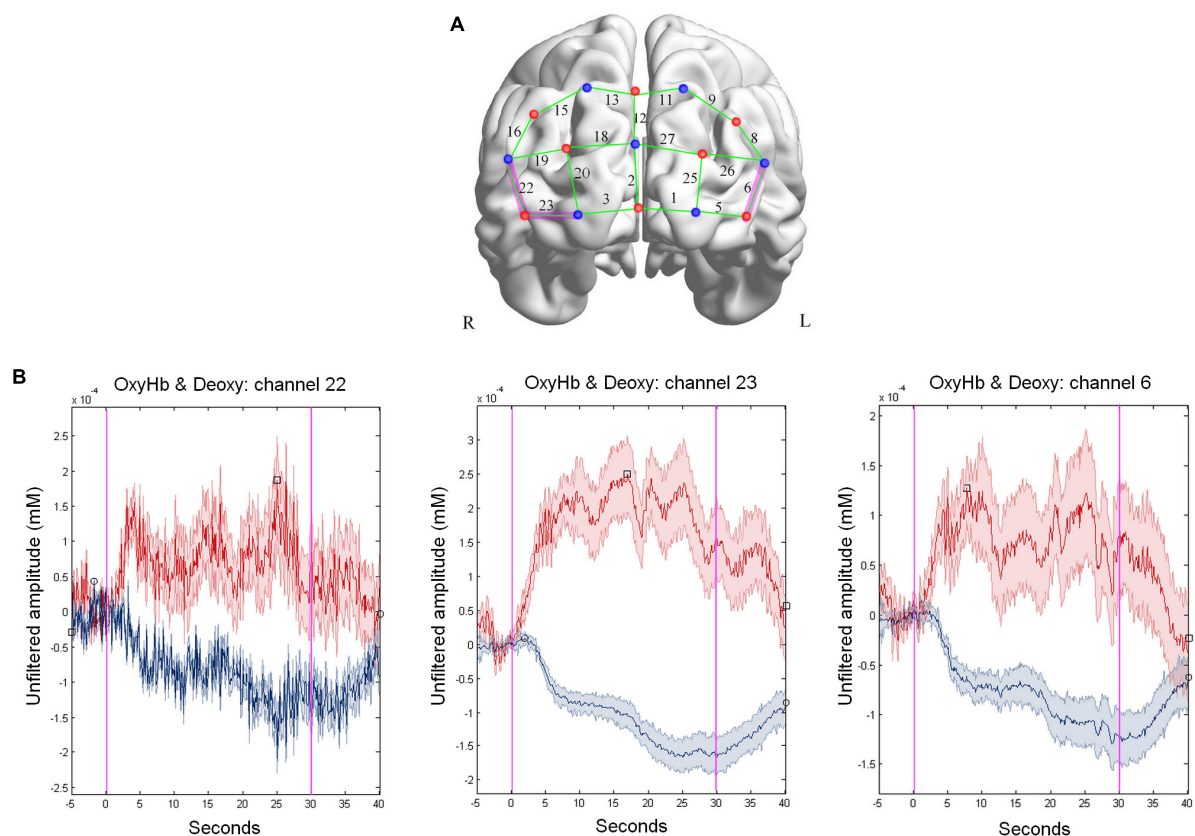 A
13 11
15 9
16 12 8
18 27
19 26
20 25
22 2 6
23 3 1 5
R L
B
OxyHb & Deoxy: channel 22
x 10⁻⁴
2.5
2
1.5
1
0.5
0
-0.5
-1
-1.5
-2
-2.5
Unfiltered amplitude (mM)
-5 0 5 10 15 20 25 30 35 40
Seconds
OxyHb & Deoxy: channel 23
x 10⁻⁴
3
2.5
2
1.5
1
0.5
0
-0.5
-1
-1.5
-2
Unfiltered amplitude (mM)
-5 0 5 10 15 20 25 30 35 40
Seconds
OxyHb & Deoxy: channel 6
x 10⁻⁴
2
1.5
1
0.5
0
-0.5
-1
-1.5
Unfiltered amplitude (mM)
-5 0 5 10 15 20 25 30 35 40
Seconds